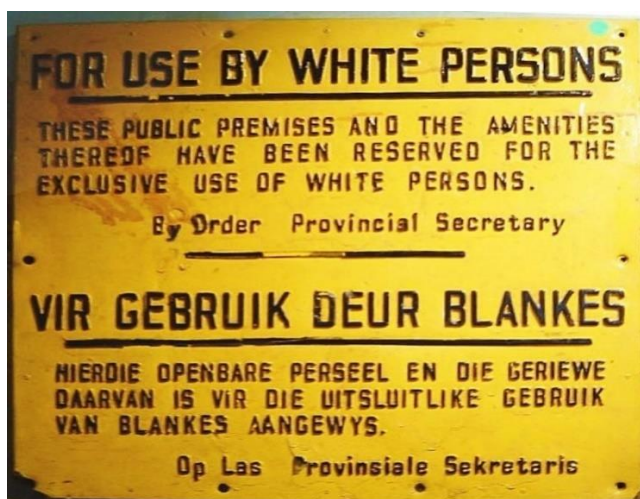 FOR USE BY WHITE PERSONS
THESE PUBLIC PREMISES AND THE AMENITIES
THEREOF HAVE BEEN RESERVED FOR THE
EXCLUSIVE USE OF WHITE PERSONS.
By Order Provincial Secretary
VIR GEBRUIK DEUR BLANKES
HIERDIE OPENBARE PERSEEL EN DIE GERIEWE
DAARVAN IS VIR DIE UITSLUITLIKE GEBRUIK
VAN BLANKES AANGEWYS.
Op Las Provinsiale Sekretaris